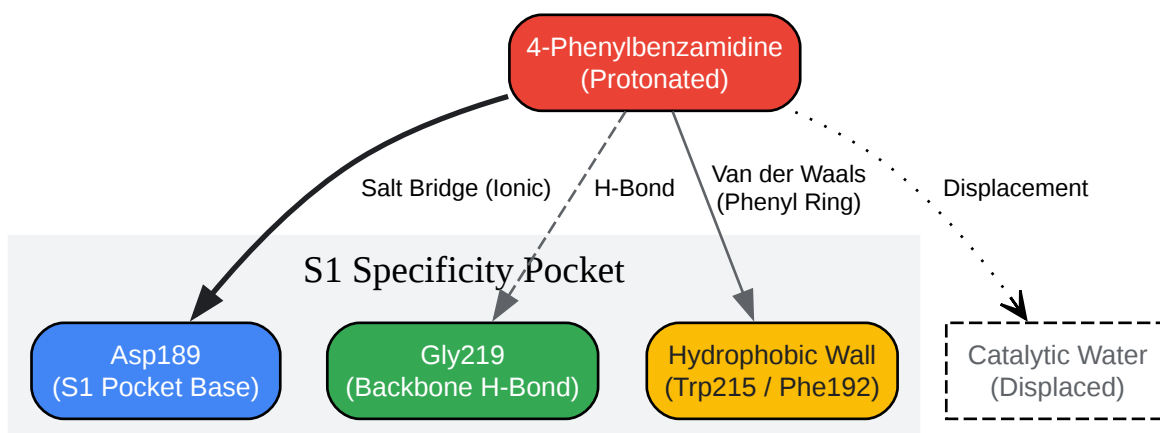 4-Phenylbenzamidine
(Protonated)
Salt Bridge (Ionic)
H-Bond
Van der Waals
(Phenyl Ring)
Displacement
S1 Specificity Pocket
Asp189
(S1 Pocket Base)
Gly219
(Backbone H-Bond)
Hydrophobic Wall
(Trp215 / Phe192)
Catalytic Water
(Displaced)